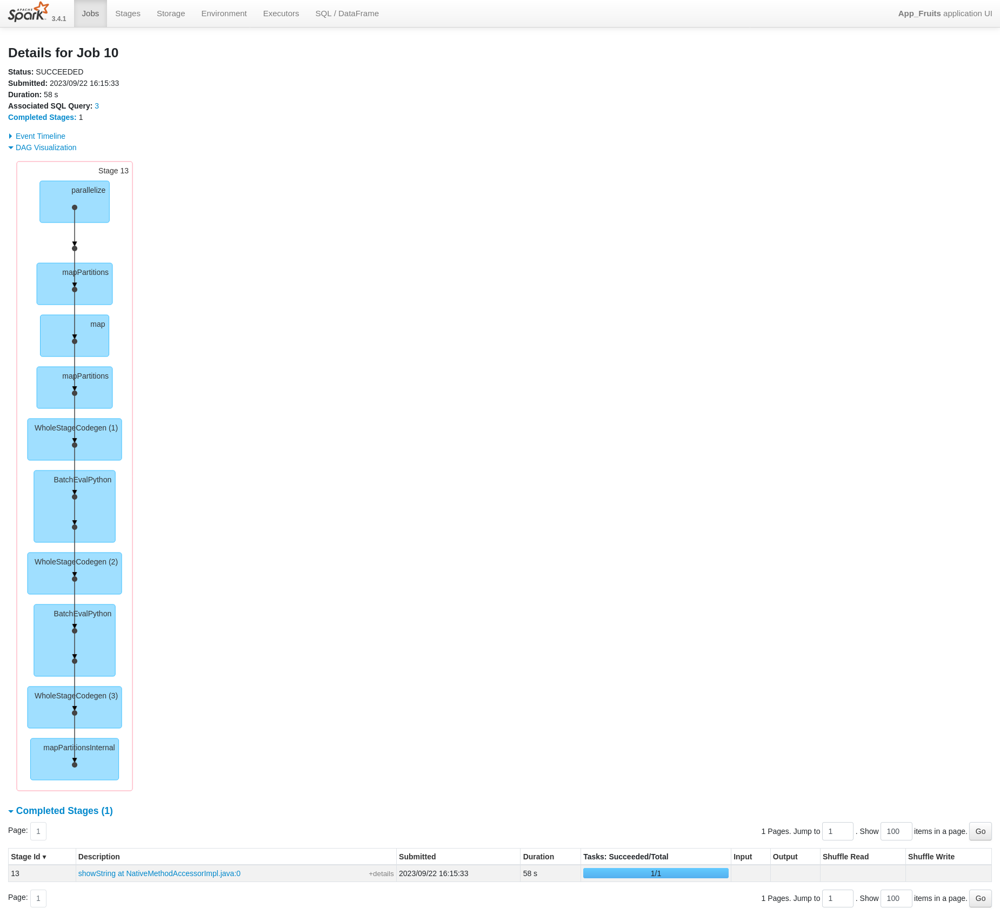 APACHE
Spark 3.4.1 Jobs Stages Storage Environment Executors SQL / DataFrame App_Fruits application UI
Details for Job 10
Status: SUCCEEDED
Submitted: 2023/09/22 16:15:33
Duration: 58 s
Associated SQL Query: 3
Completed Stages: 1
Event Timeline
DAG Visualization
Stage 13
parallelize
mapPartitions
map
mapPartitions
WholeStageCodegen (1)
BatchEvalPython
WholeStageCodegen (2)
BatchEvalPython
WholeStageCodegen (3)
mapPartitionsInternal
Completed Stages (1)
Page: 1 1 Pages. Jump to 1 . Show 100 items in a page. Go
Stage Id ▾ Description Submitted Duration Tasks: Succeeded/Total Input Output Shuffle Read Shuffle Write
13 showString at NativeMethodAccessorImpl.java:0 +details 2023/09/22 16:15:33 58 s 1/1
Page: 1 1 Pages. Jump to 1 . Show 100 items in a page. Go